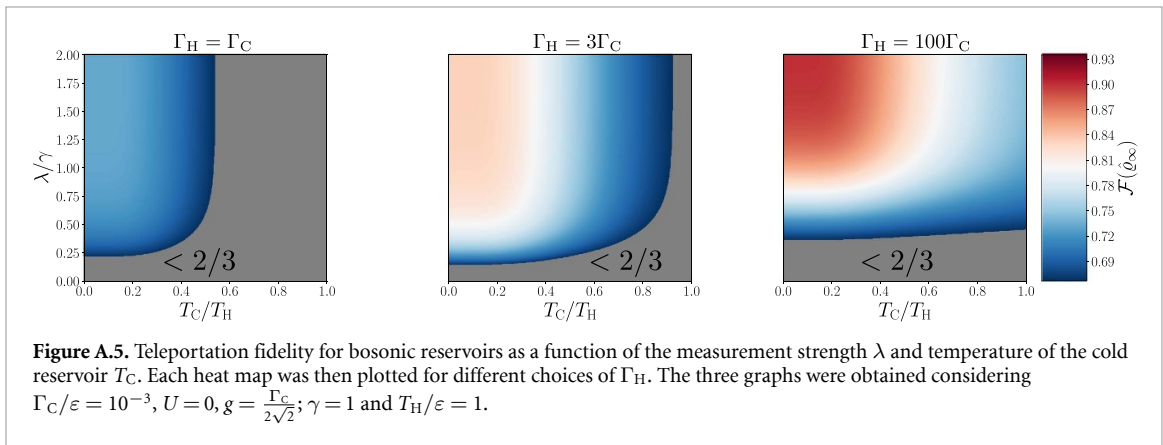 Γ_H = Γ_C Γ_H = 3Γ_C Γ_H = 100Γ_C
2.00
1.75
1.50
1.25
1.00
0.75
0.50
0.25
0.00
λ/γ
< 2/3 < 2/3 < 2/3
0.0 0.2 0.4 0.6 0.8 1.0 0.0 0.2 0.4 0.6 0.8 1.0 0.0 0.2 0.4 0.6 0.8 1.0
T_C/T_H T_C/T_H T_C/T_H
0.93
0.90
0.87
0.84
0.81
0.78
0.75
0.72
0.69
𝓕(ϱ̂_∞)
Figure A.5. Teleportation fidelity for bosonic reservoirs as a function of the measurement strength λ and temperature of the cold
reservoir T_C. Each heat map was then plotted for different choices of Γ_H. The three graphs were obtained considering
Γ_C/ε = 10⁻³, U = 0, g = Γ_C/(2√2); γ = 1 and T_H/ε = 1.